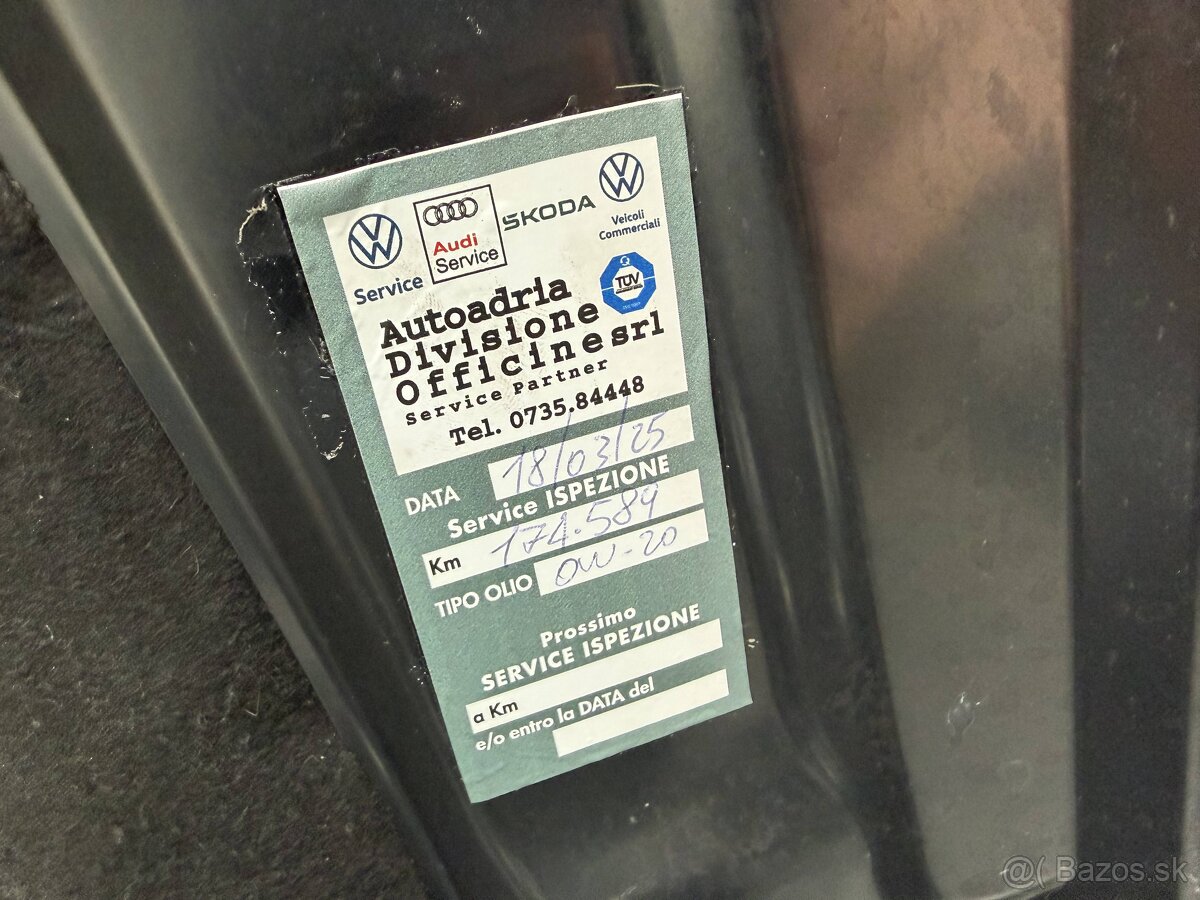 Service
Audi
Service
ŠKODA
Veicoli
Commerciali
TÜV
Autoadria
Divisione
Officine srl
Service Partner
Tel. 0735.84448
DATA 18/03/25
Service ISPEZIONE
Km 174.589
TIPO OLIO 0W-20
Prossimo
SERVICE ISPEZIONE
a Km
e/o entro la DATA del
@( Bazos.sk